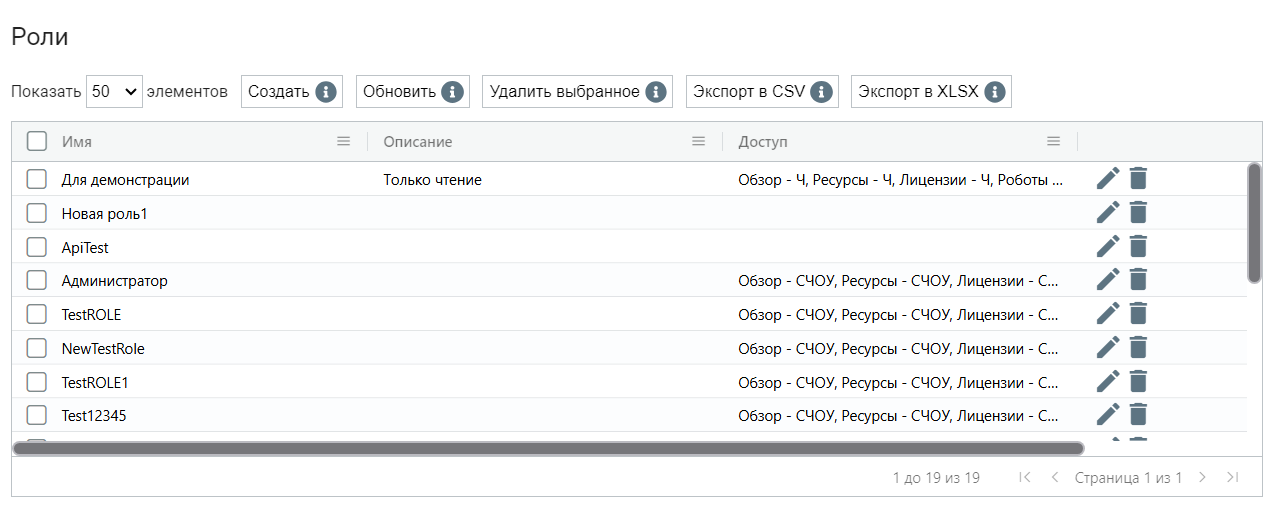 Роли
Показать 50 элементов Создать Обновить Удалить выбранное Экспорт в CSV Экспорт в XLSX
Имя Описание Доступ
Для демонстрации Только чтение Обзор - Ч, Ресурсы - Ч, Лицензии - Ч, Роботы ...
Новая роль1
ApiTest
Администратор Обзор - СЧОУ, Ресурсы - СЧОУ, Лицензии - С...
TestROLE Обзор - СЧОУ, Ресурсы - СЧОУ, Лицензии - С...
NewTestRole Обзор - СЧОУ, Ресурсы - СЧОУ, Лицензии - С...
TestROLE1 Обзор - СЧОУ, Ресурсы - СЧОУ, Лицензии - С...
Test12345 Обзор - СЧОУ, Ресурсы - СЧОУ, Лицензии - С...
1 до 19 из 19 Страница 1 из 1